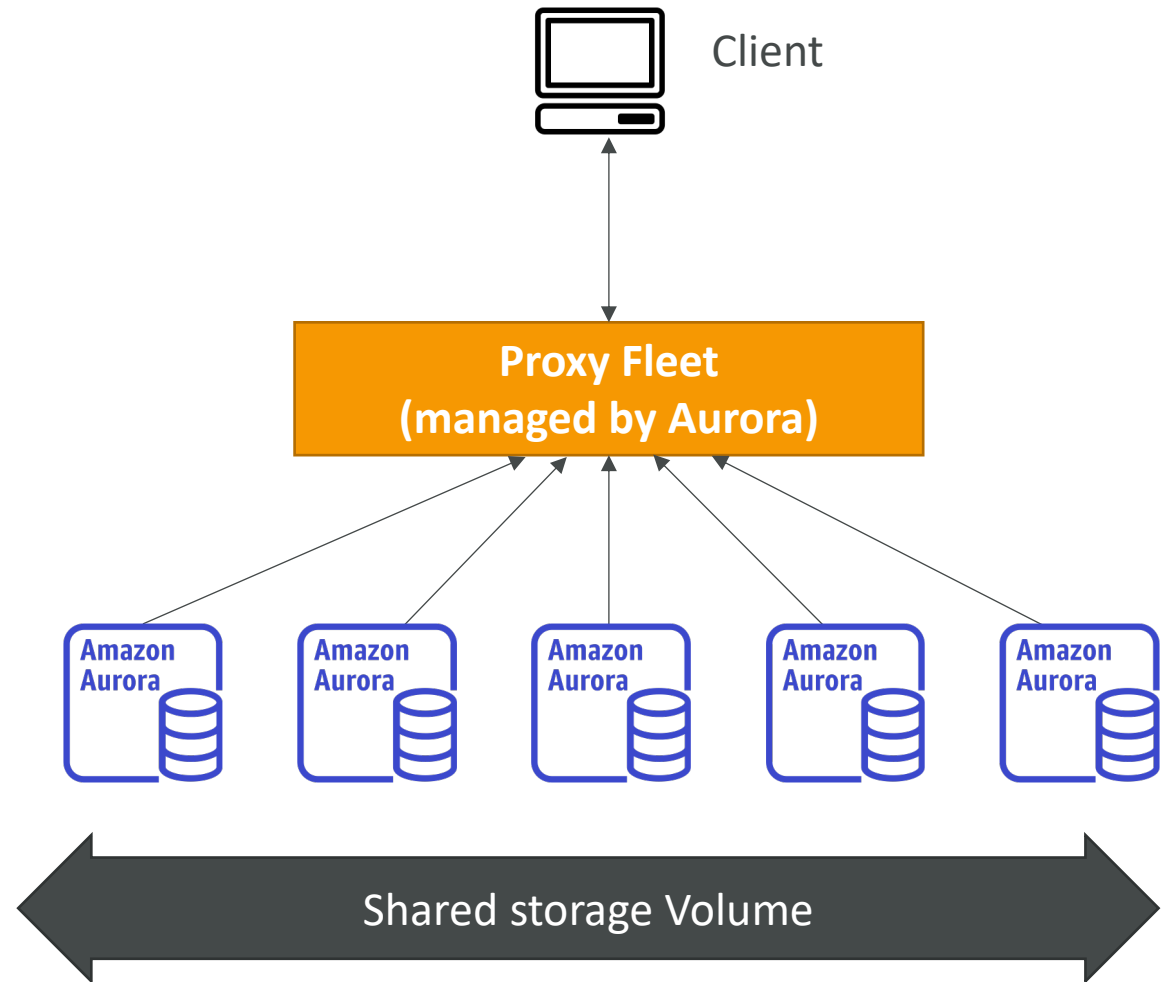 Client
Proxy Fleet
(managed by Aurora)
Amazon
Aurora
Amazon
Aurora
Amazon
Aurora
Amazon
Aurora
Amazon
Aurora
Shared storage Volume